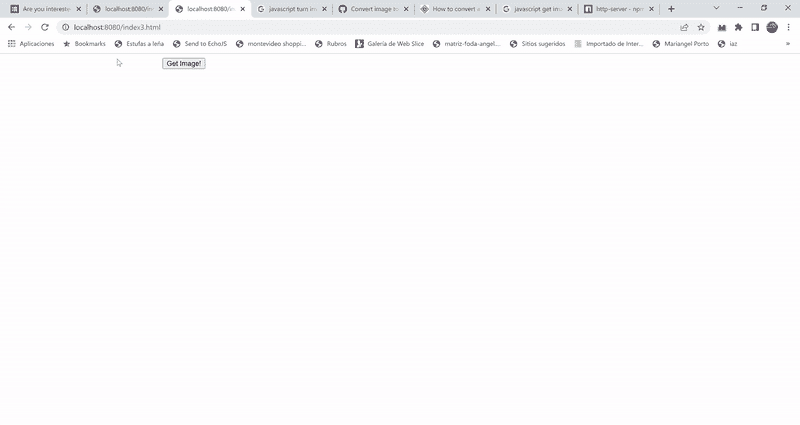 Are you intereste
localhost:8080/in
localhost:8080/in
javascript turn in
Convert image to
How to convert a
javascript get im
http-server - npm
localhost:8080/index3.html
Aplicaciones
Bookmarks
Estufas a leña
Send to EchoJS
montevideo shoppi...
Rubros
Galería de Web Slice
matriz-foda-angel...
Sitios sugeridos
Importado de Inter...
Mariangel Porto
iaz
»
Get Image!